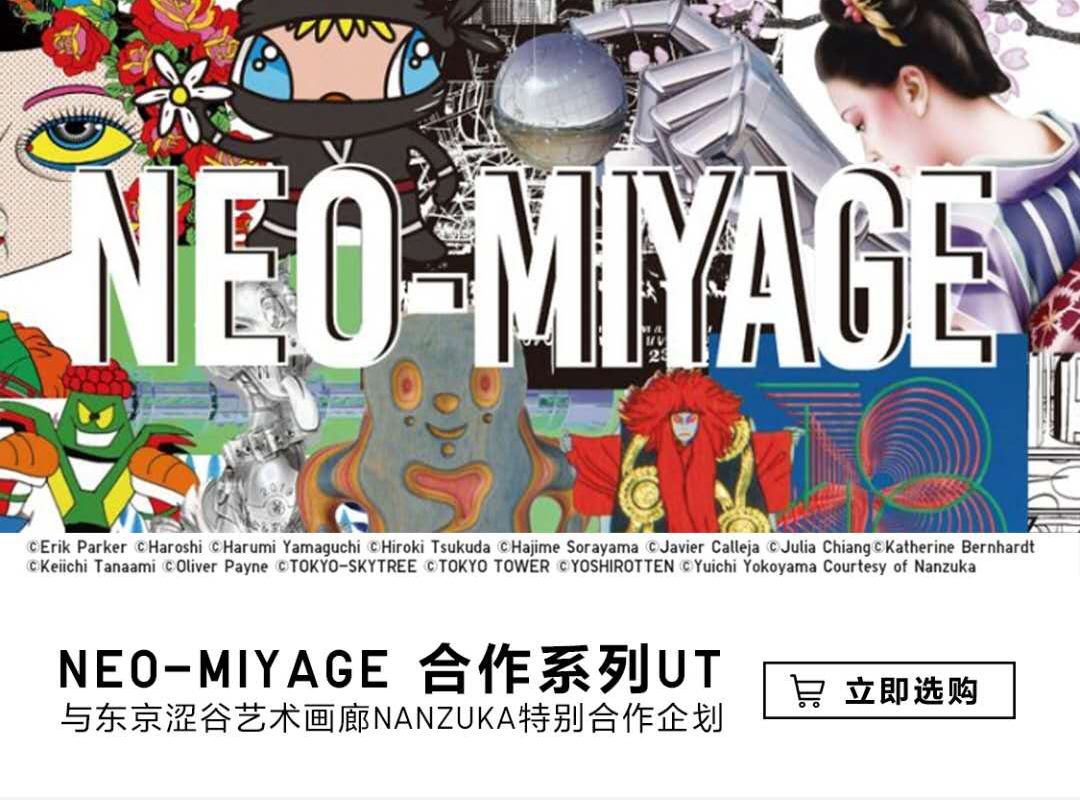 NEO-MIYAGE
©Erik Parker ©Haroshi ©Harumi Yamaguchi ©Hiroki Tsukuda ©Hajime Sorayama ©Javier Calleja ©Julia Chiang©Katherine Bernhardt
©Keiichi Tanaami ©Oliver Payne ©TOKYO-SKYTREE ©TOKYO TOWER ©YOSHIROTTEN ©Yuichi Yokoyama Courtesy of Nanzuka
NEO-MIYAGE 合作系列UT
与东京涩谷艺术画廊NANZUKA特别合作企划
立即选购